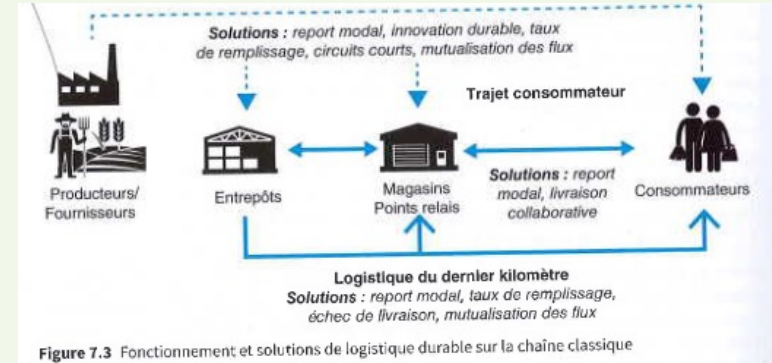 Solutions : report modal, innovation durable, taux
de remplissage, circuits courts, mutualisation des flux
Trajet consommateur
Producteurs/
Fournisseurs
Entrepôts
Magasins
Points relais
Solutions : report
modal, livraison
collaborative
Consommateurs
Logistique du dernier kilomètre
Solutions : report modal, taux de remplissage,
échec de livraison, mutualisation des flux
Figure 7.3 Fonctionnement et solutions de logistique durable sur la chaîne classique